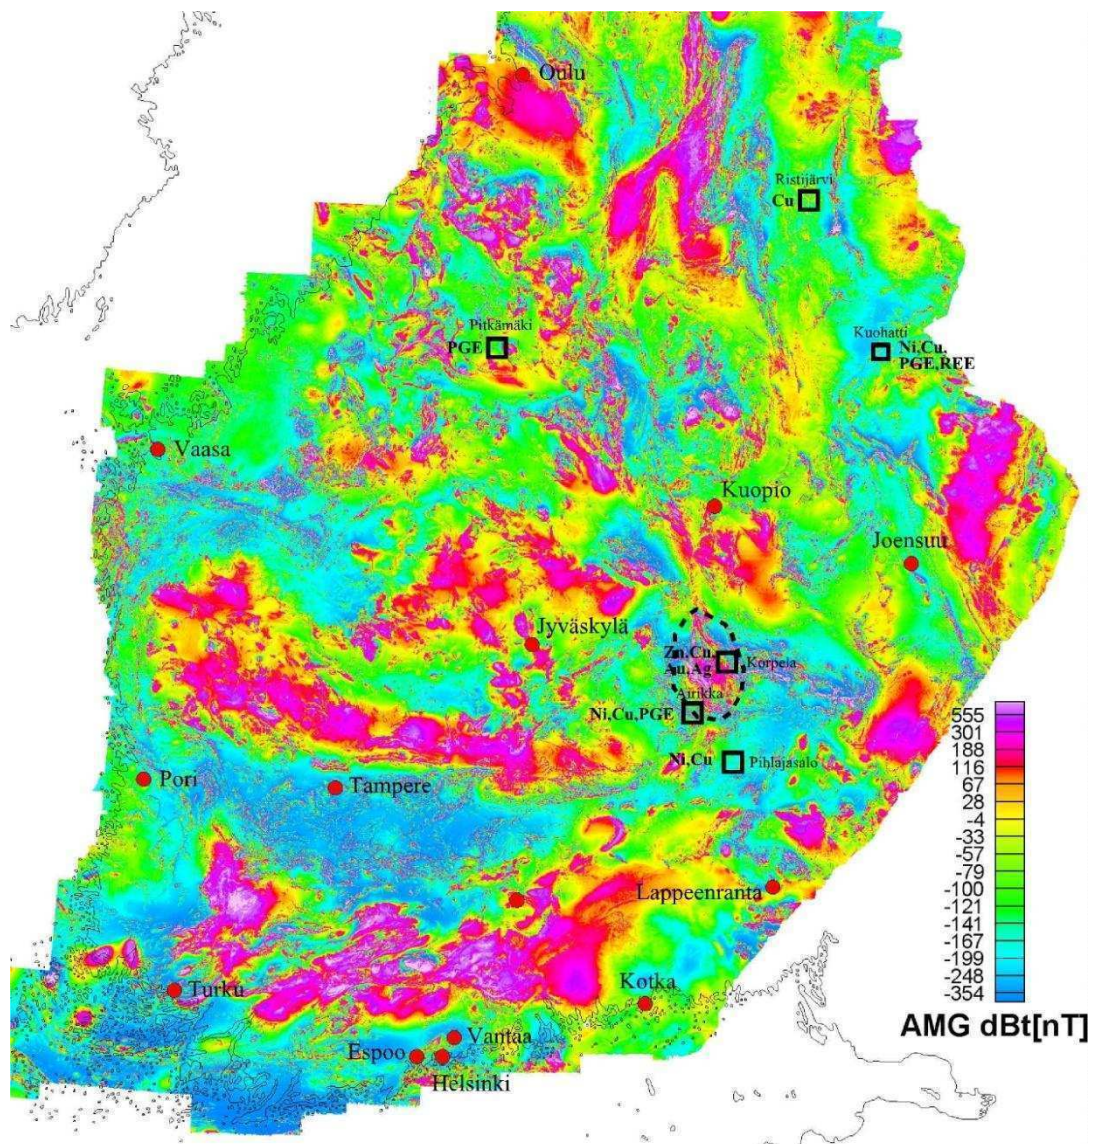 Oulu
Ristijärvi
Cu
Pitkämäki
PGE
Kuohatti
Ni,Cu,
PGE,REE
Vaasa
Kuopio
Joensuu
Jyväskylä
Zn,Cu,
Au,Ag
Korpela
Airikka
Ni,Cu,PGE
Ni,Cu
Pihlajasalo
Pori
Tampere
Lappeenranta
Turku
Kotka
Vantaa
Espoo
Helsinki
555
301
188
116
67
28
-4
-33
-57
-79
-100
-121
-141
-167
-199
-248
-354
AMG dBt[nT]